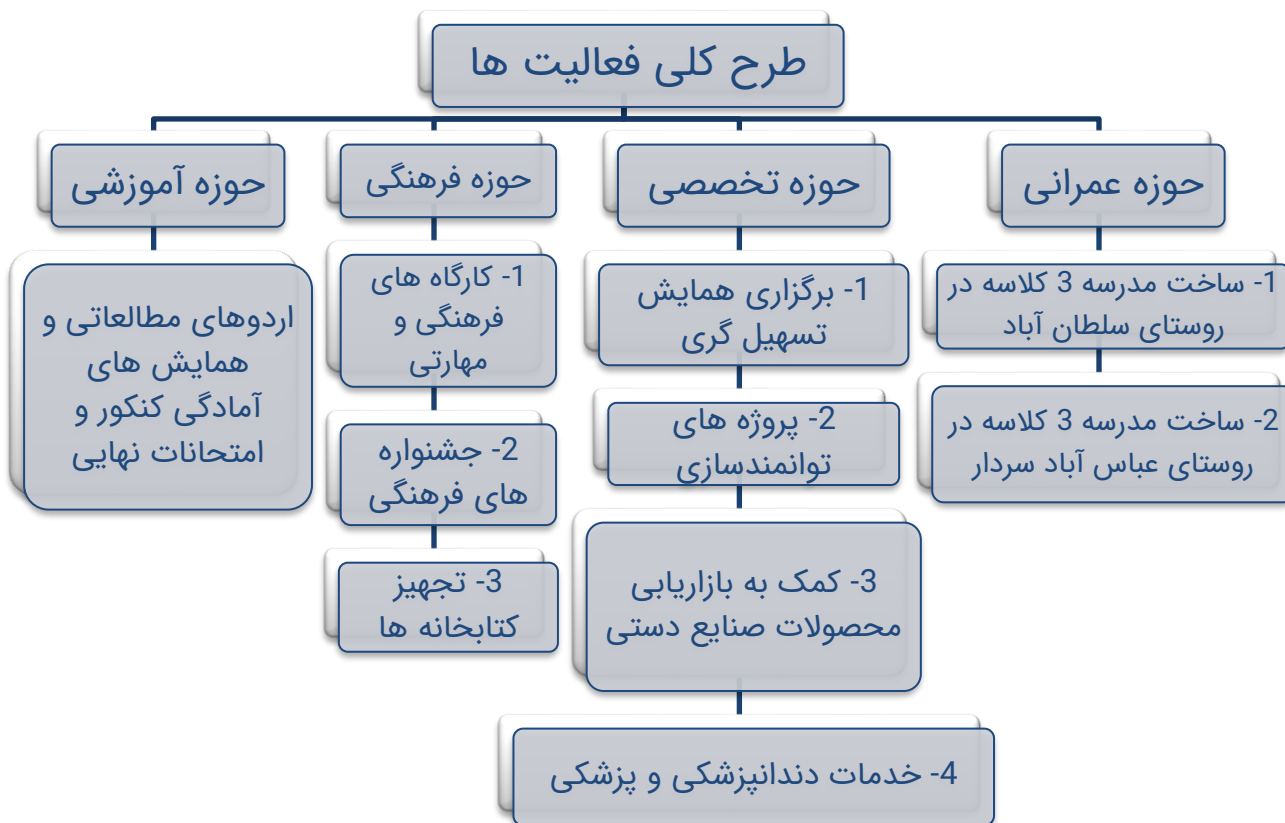 طرح کلی فعالیت ها
حوزه عمرانی
1- ساخت مدرسه 3 کلاسه در
روستای سلطان آباد
2- ساخت مدرسه 3 کلاسه در
روستای عباس آباد سردار
حوزه تخصصی
1- برگزاری همایش
تسهیل گری
2- پروژه های
توانمندسازی
3- کمک به بازاریابی
محصولات صنایع دستی
4- خدمات دندانپزشکی و پزشکی
حوزه فرهنگی
1- کارگاه های
فرهنگی و
مهارتی
2- جشنواره
های فرهنگی
3- تجهیز
کتابخانه ها
حوزه آموزشی
اردوهای مطالعاتی و
همایش های
آمادگی کنکور و
امتحانات نهایی